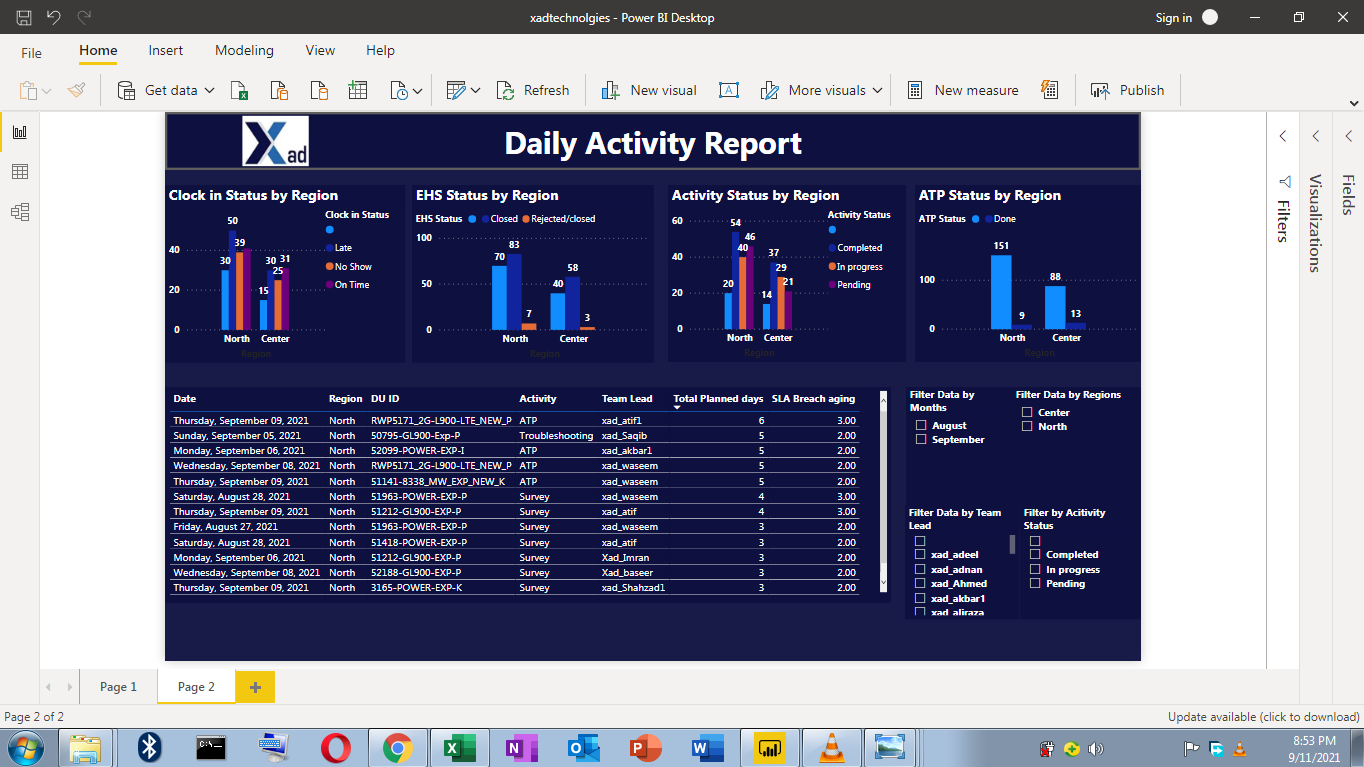 xadtechnolgies - Power BI Desktop
Sign in
File
Home
Insert
Modeling
View
Help
Get data
Refresh
New visual
More visuals
New measure
Publish
Xad
Daily Activity Report
Clock in Status by Region
Clock in Status
Late
No Show
On Time
40
20
0
30
50
39
15
30
25
31
North
Center
Region
EHS Status by Region
EHS Status
Closed
Rejected/closed
100
50
0
70
83
7
40
58
3
North
Center
Region
Activity Status by Region
Activity Status
Completed
In progress
Pending
60
40
20
0
20
54
40
46
14
37
29
21
North
Center
Region
ATP Status by Region
ATP Status
Done
100
0
151
9
88
13
North
Center
Region
Date Region DU ID Activity Team Lead Total Planned days SLA Breach aging
Thursday, September 09, 2021 North RWP5171_2G-L900-LTE_NEW_P ATP xad_atif1 6 3.00
Sunday, September 05, 2021 North 50795-GL900-Exp-P Troubleshooting xad_Saqib 5 2.00
Monday, September 06, 2021 North 52099-POWER-EXP-I ATP xad_akbar1 5 2.00
Wednesday, September 08, 2021 North RWP5171_2G-L900-LTE_NEW_P ATP xad_waseem 5 2.00
Thursday, September 09, 2021 North 51141-8338_MW_EXP_NEW_K ATP xad_waseem 5 2.00
Saturday, August 28, 2021 North 51963-POWER-EXP-P Survey xad_waseem 4 3.00
Thursday, September 09, 2021 North 51212-GL900-EXP-P Survey xad_atif 4 3.00
Friday, August 27, 2021 North 51963-POWER-EXP-P Survey xad_waseem 3 2.00
Saturday, August 28, 2021 North 51418-POWER-EXP-P Survey xad_atif 3 2.00
Monday, September 06, 2021 North 51212-GL900-EXP-P Survey Xad_Imran 3 2.00
Wednesday, September 08, 2021 North 52188-GL900-EXP-P Survey Xad_baseer 3 2.00
Thursday, September 09, 2021 North 3165-POWER-EXP-K Survey xad_Shahzad1 3 2.00
Filter Data by
Months
August
September
Filter Data by Regions
Center
North
Filter Data by Team
Lead
xad_adeel
xad_adnan
xad_Ahmed
xad_akbar1
xad_aliraza
Filter by Acitivity
Status
Completed
In progress
Pending
Filters
Visualizations
Fields
Page 1
Page 2
Page 2 of 2
Update available (click to download)
8:53 PM
9/11/2021